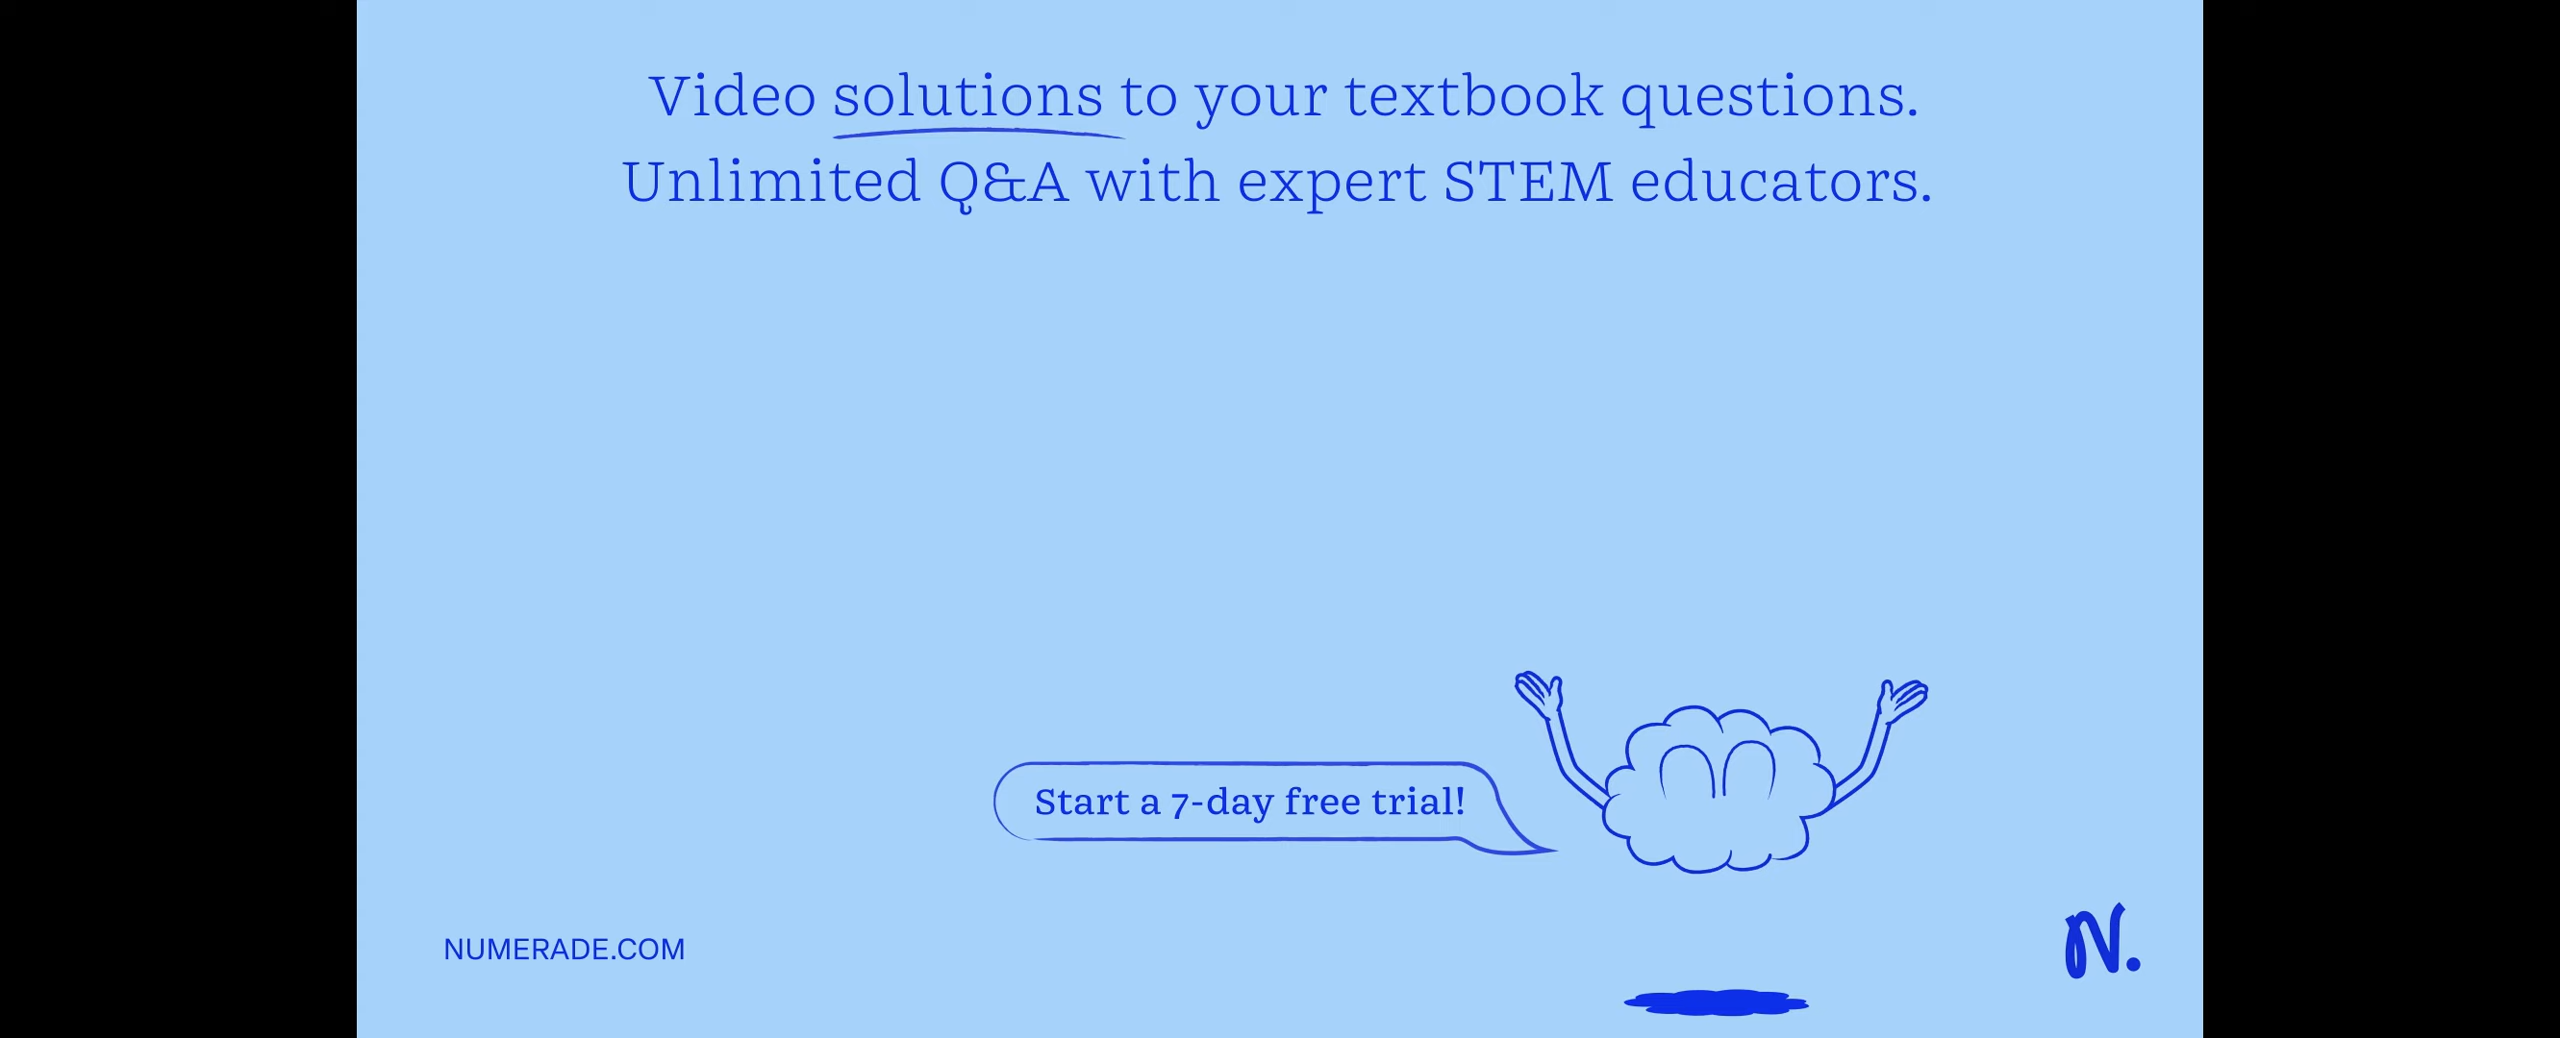 Video solutions to your textbook questions.
Unlimited Q&A with expert STEM educators.
Start a 7-day free trial!
NUMERADE.COM
N.